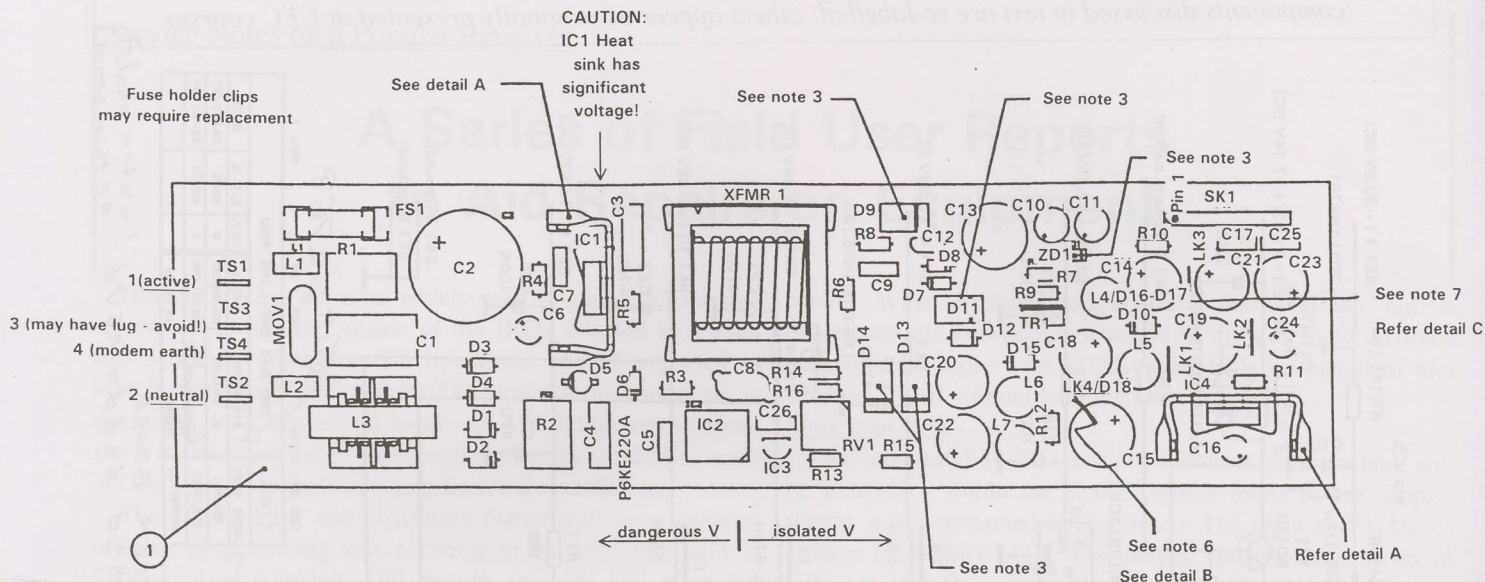 CAUTION:
IC1 Heat
sink has
significant
voltage!
Fuse holder clips
may require replacement
See detail A
See note 3
See note 3
See note 3
1(active)
3 (may have lug - avoid!)
4 (modem earth)
2 (neutral)
TS1
TS3
TS4
TS2
L1
L2
MOV1
R1
FS1
C1
L3
C2
D3
D4
D1
D2
R4
C7
C6
IC1
R5
C3
D5
D6
R2
C4
P6KE220A
XFMR 1
R3
C5
IC2
C8
R14
R16
C26
IC3
RV1
R13
R15
R6
D14
D13
D9
R8
C12
C9
D8
D7
C13
C10
C11
ZD1
R7
R9
D11
D12
TR1
D15
C20
C22
L6
L7
R12
C18
LK4/D18
C15
C14
L4/D16-D17
D10
L5
R10
Pin 1
SK1
LK3
C17
C25
C21
C23
C19
LK1
LK2
C24
IC4
R11
C16
See note 7
Refer detail C
See note 3
See note 6
See detail B
Refer detail A
dangerous V
isolated V
1